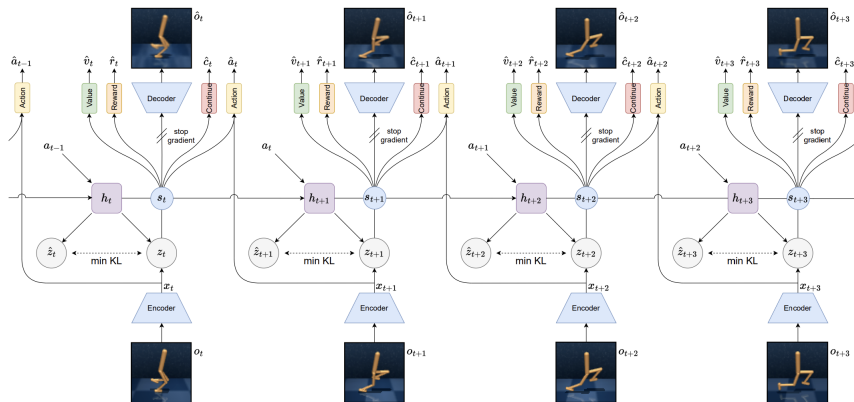 ô_t ô_{t+1} ô_{t+2} ô_{t+3}
â_{t-1} v̂_t r̂_t ĉ_t â_t v̂_{t+1} r̂_{t+1} ĉ_{t+1} â_{t+1} v̂_{t+2} r̂_{t+2} ĉ_{t+2} â_{t+2} v̂_{t+3} r̂_{t+3} ĉ_{t+3}
Action Value Reward Decoder Continue Action Value Reward Decoder Continue Action Value Reward Decoder Continue Action Value Reward Decoder Continue
stop stop stop stop
gradient gradient gradient gradient
a_{t-1} a_t a_{t+1} a_{t+2}
h_t s_t h_{t+1} s_{t+1} h_{t+2} s_{t+2} h_{t+3} s_{t+3}
ẑ_t z_t ẑ_{t+1} z_{t+1} ẑ_{t+2} z_{t+2} ẑ_{t+3} z_{t+3}
min KL min KL min KL min KL
x_t x_{t+1} x_{t+2} x_{t+3}
Encoder Encoder Encoder Encoder
o_t o_{t+1} o_{t+2} o_{t+3}